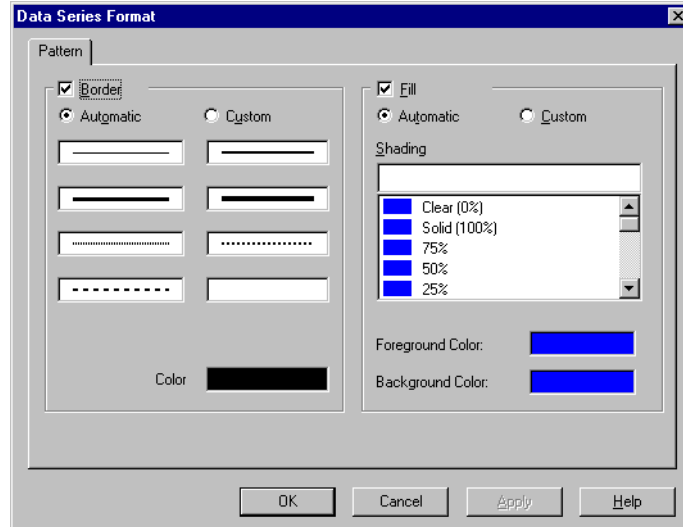 Data Series Format
Pattern
Border
Automatic
Custom
Color
Fill
Automatic
Custom
Shading
Clear (0%)
Solid (100%)
75%
50%
25%
Foreground Color:
Background Color:
OK
Cancel
Apply
Help